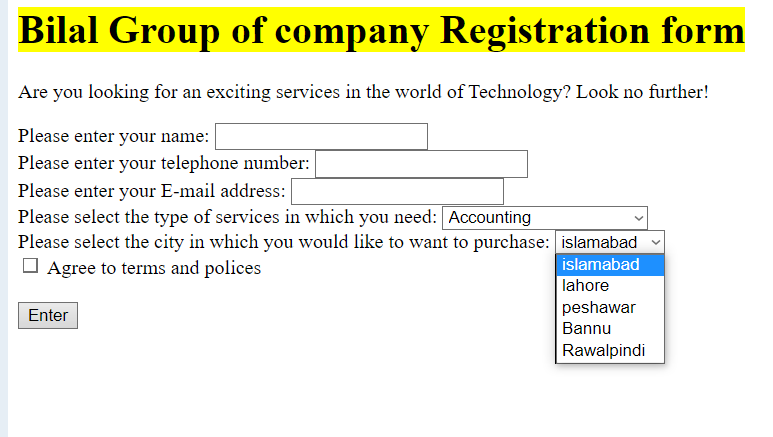 Bilal Group of company Registration form
Are you looking for an exciting services in the world of Technology? Look no further!
Please enter your name:
Please enter your telephone number:
Please enter your E-mail address:
Please select the type of services in which you need: Accounting
Please select the city in which you would like to want to purchase: islamabad
islamabad
lahore
peshawar
Bannu
Rawalpindi
Agree to terms and polices
Enter